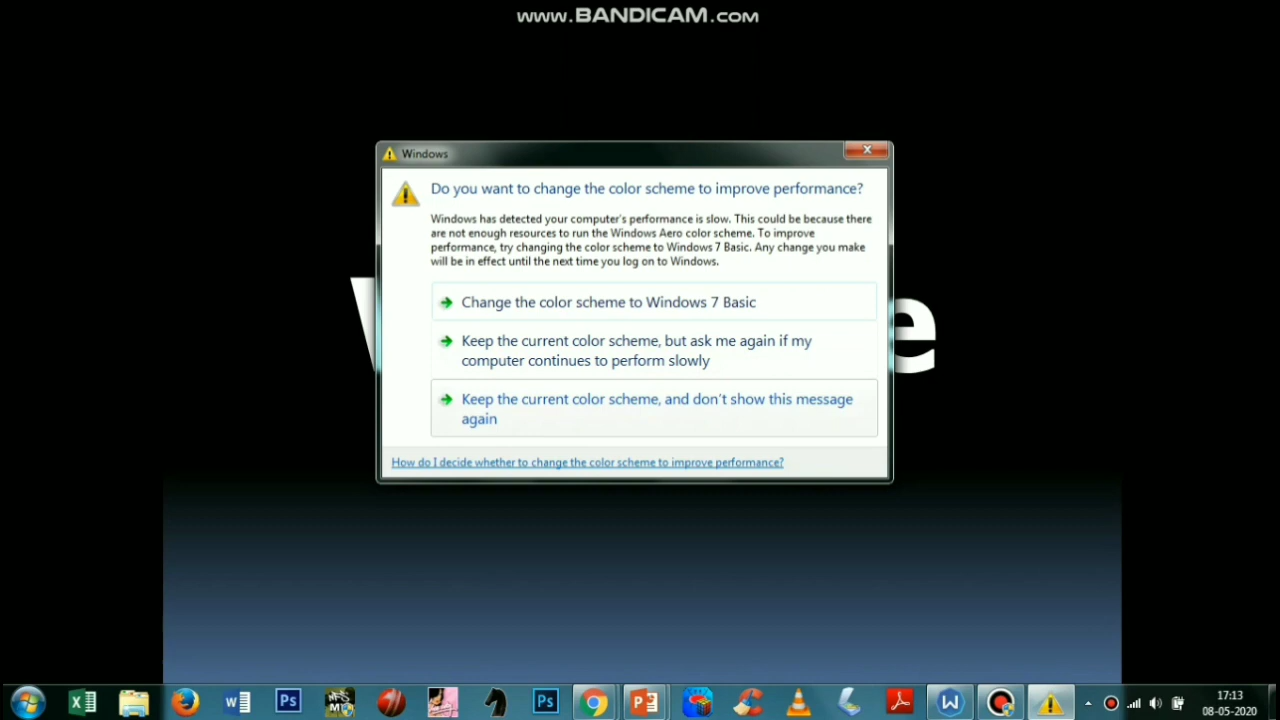 www.BANDICAM.com
Windows
Do you want to change the color scheme to improve performance?
Windows has detected your computer's performance is slow. This could be because there
are not enough resources to run the Windows Aero color scheme. To improve
performance, try changing the color scheme to Windows 7 Basic. Any change you make
will be in effect until the next time you log on to Windows.
Change the color scheme to Windows 7 Basic
Keep the current color scheme, but ask me again if my
computer continues to perform slowly
Keep the current color scheme, and don't show this message
again
How do I decide whether to change the color scheme to improve performance?
e
Ps
Ps
17:13
08-05-2020